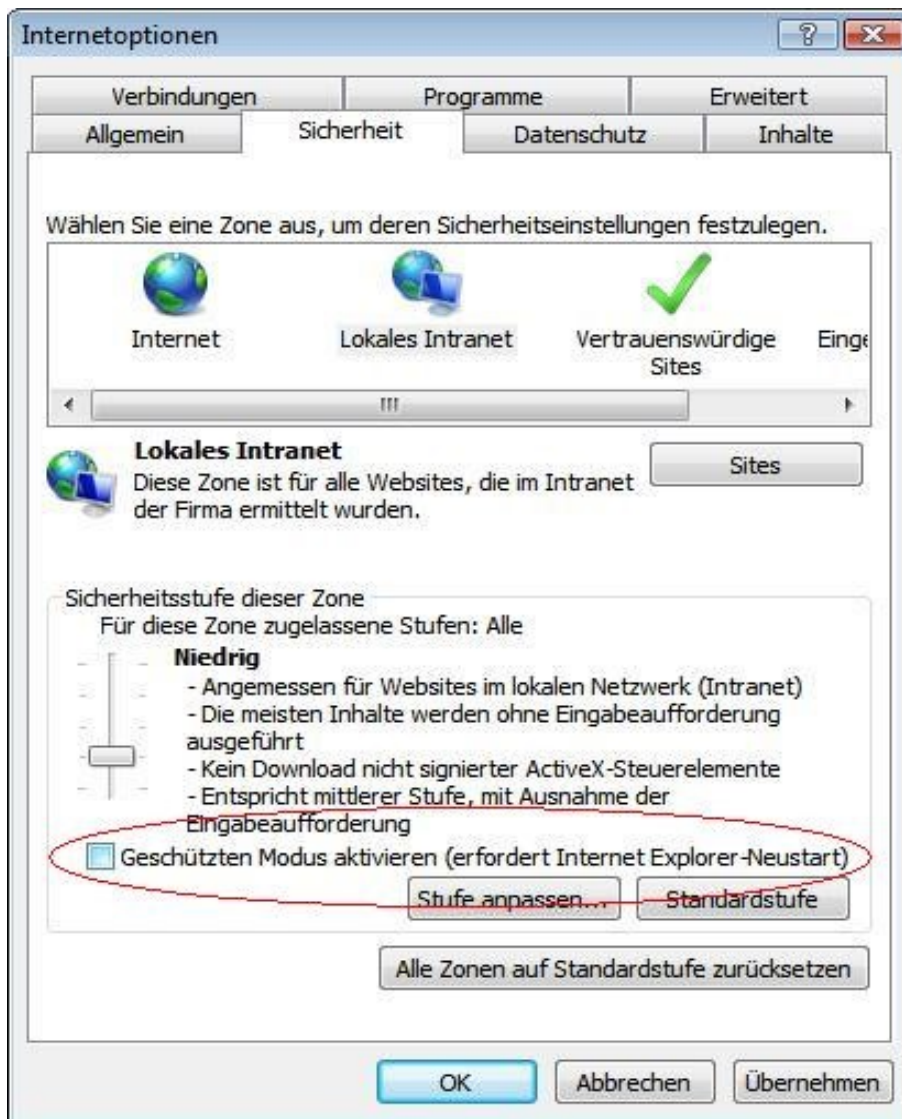 Internetoptionen
Verbindungen Programme Erweitert
Allgemein Sicherheit Datenschutz Inhalte
Wählen Sie eine Zone aus, um deren Sicherheitseinstellungen festzulegen.
Internet Lokales Intranet Vertrauenswürdige Einge
Sites
Lokales Intranet
Sites
Diese Zone ist für alle Websites, die im Intranet
der Firma ermittelt wurden.
Sicherheitsstufe dieser Zone
Für diese Zone zugelassene Stufen: Alle
Niedrig
- Angemessen für Websites im lokalen Netzwerk (Intranet)
- Die meisten Inhalte werden ohne Eingabeaufforderung
ausgeführt
- Kein Download nicht signierter ActiveX-Steuerelemente
- Entspricht mittlerer Stufe, mit Ausnahme der
Eingabeaufforderung
Geschützten Modus aktivieren (erfordert Internet Explorer-Neustart)
Stufe anpassen... Standardstufe
Alle Zonen auf Standardstufe zurücksetzen
OK Abbrechen Übernehmen